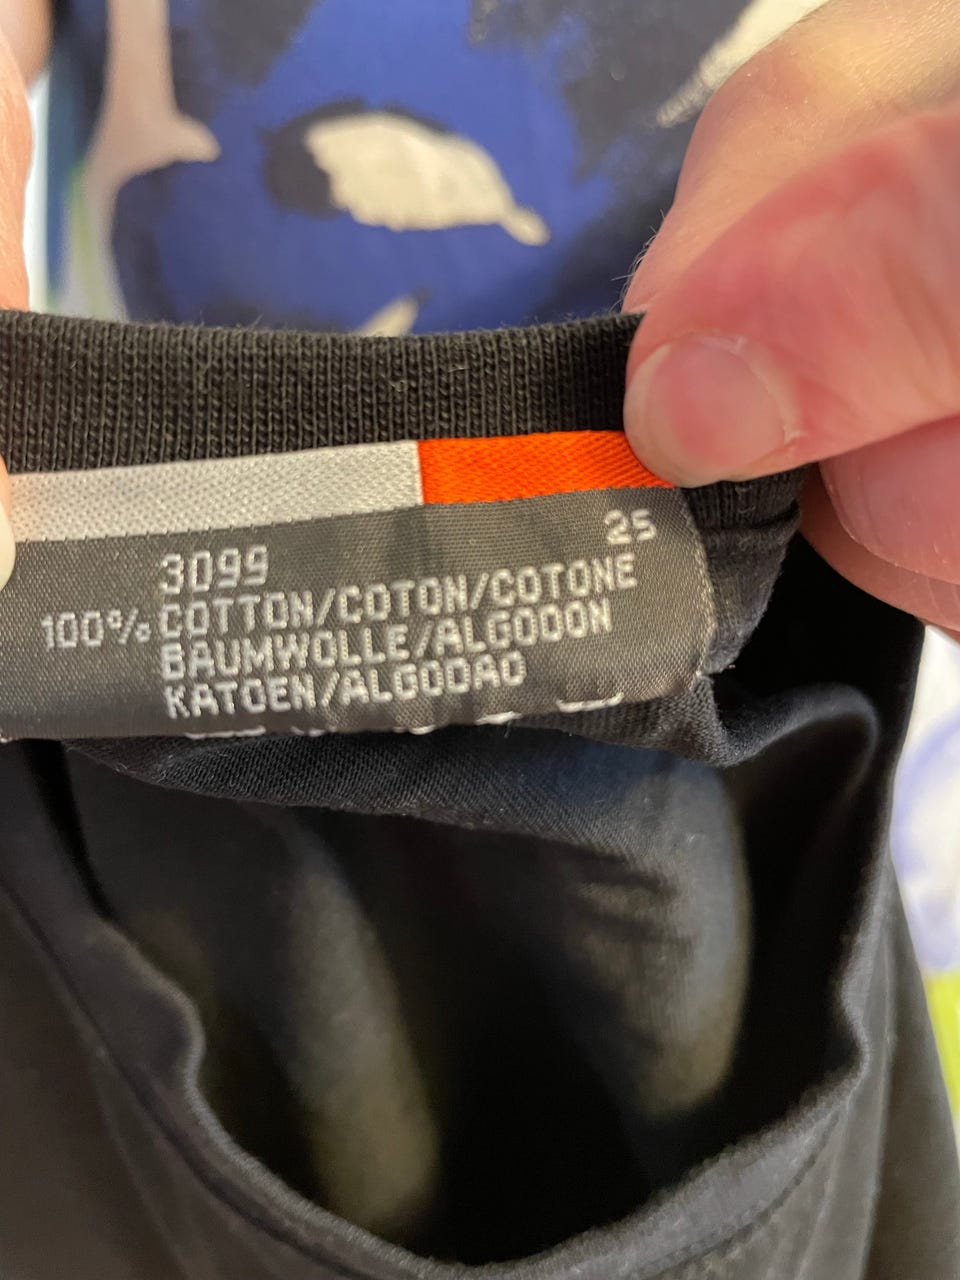 25
3099
100% COTTON/COTON/COTONE
BAUMWOLLE/ALGODON
KATOEN/ALGODAO